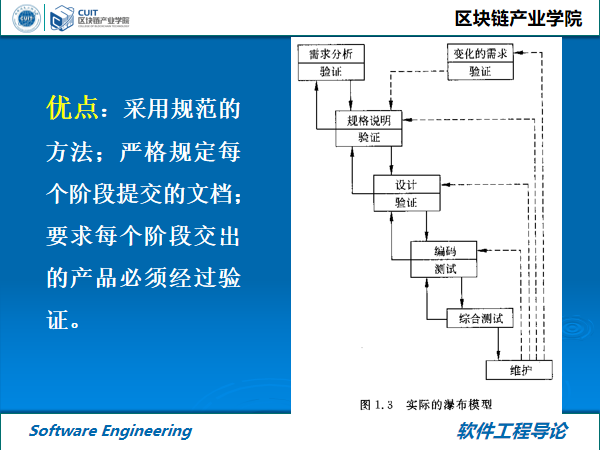 CUIT
区块链产业学院
区块链产业学院
优点：采用规范的
方法；严格规定每
个阶段提交的文档；
要求每个阶段交出
的产品必须经过验
证。
需求分析
验证
变化的需求
验证
规格说明
验证
设计
验证
编码
测试
综合测试
维护
图 1.3 实际的瀑布模型
Software Engineering
软件工程导论